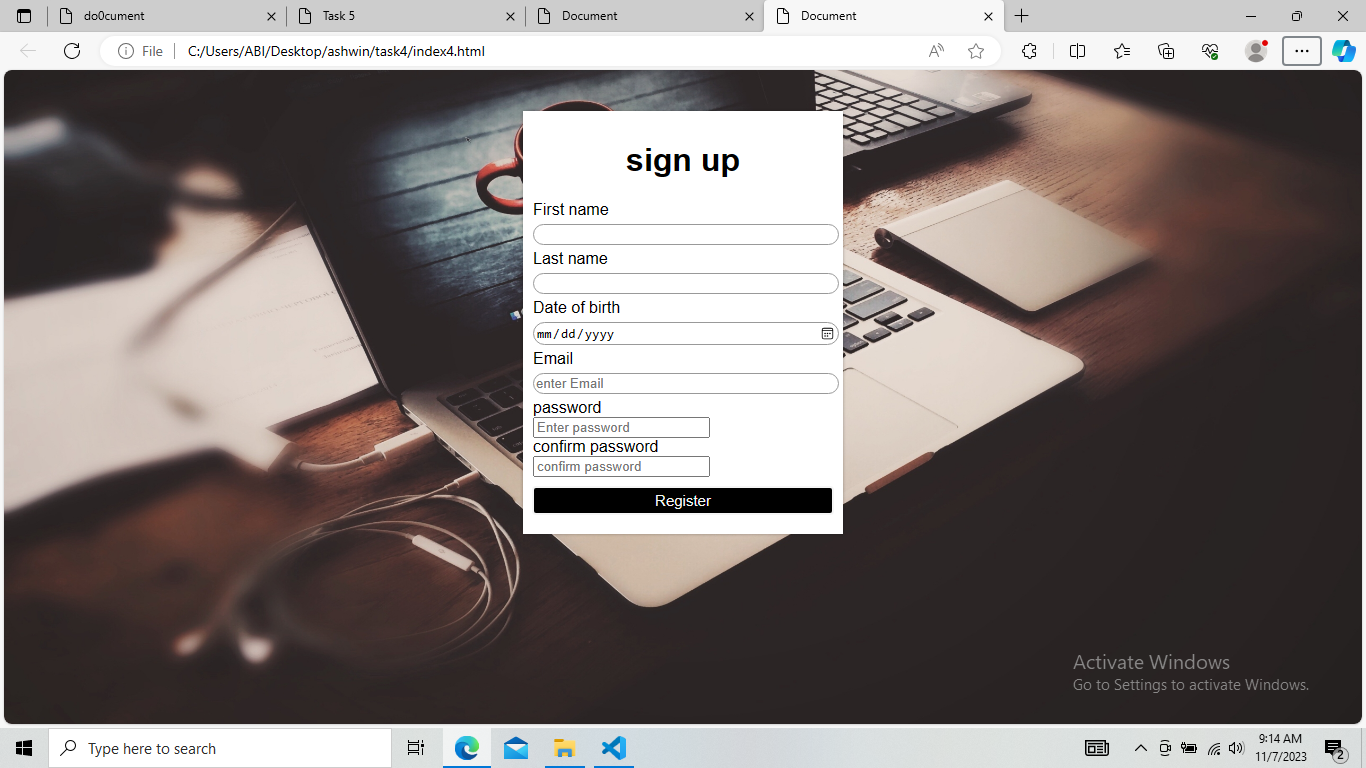 do0cument
Task 5
Document
Document
File
C:/Users/ABI/Desktop/ashwin/task4/index4.html
sign up
First name
Last name
Date of birth
mm/dd/yyyy
Email
enter Email
password
Enter password
confirm password
confirm password
Register
Activate Windows
Go to Settings to activate Windows.
Type here to search
9:14 AM
11/7/2023
2